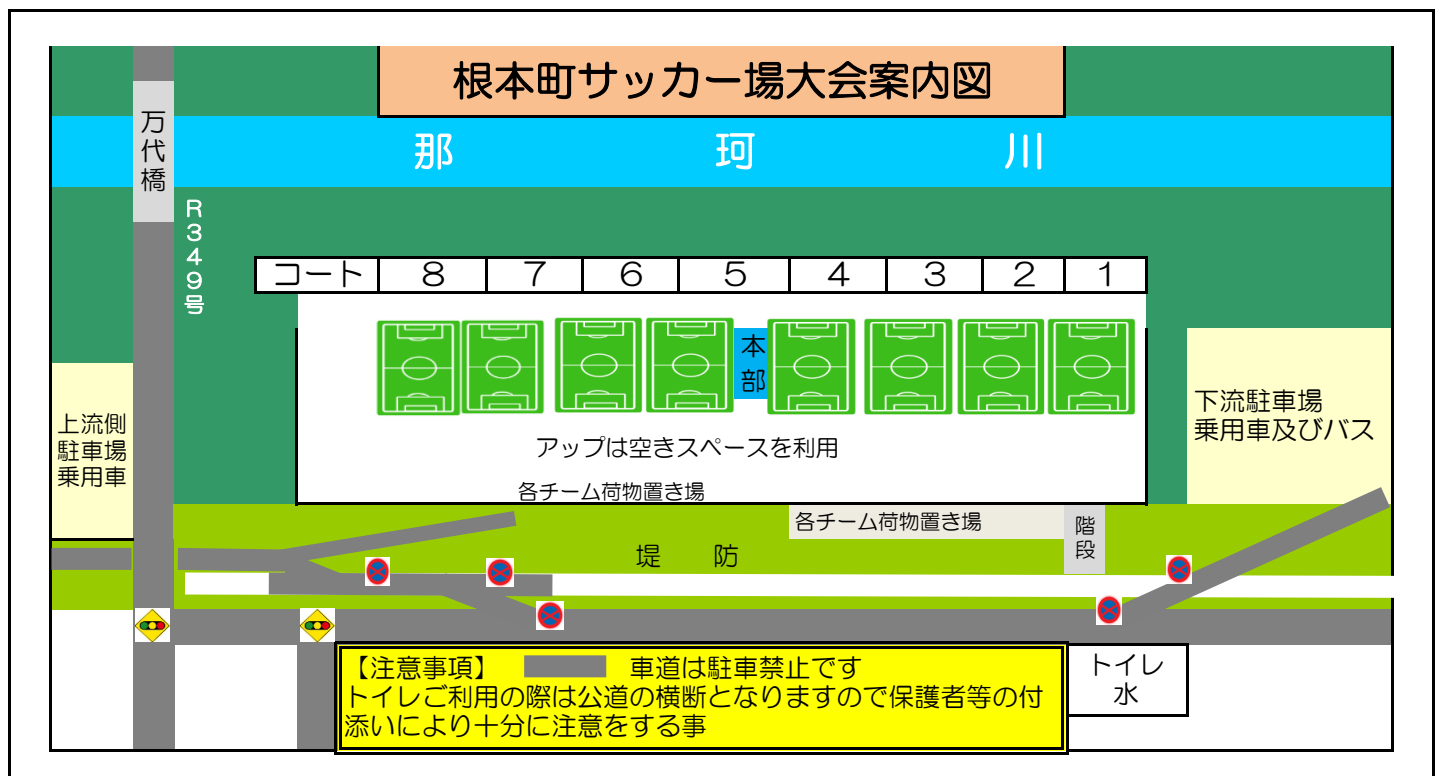 根本町サッカー場大会案内図
万代橋
那珂川
R349号
コート 8 7 6 5 4 3 2 1
本部
上流側
駐車場
乗用車
下流駐車場
乗用車及びバス
アップは空きスペースを利用
各チーム荷物置き場
各チーム荷物置き場
階段
堤防
【注意事項】 車道は駐車禁止です
トイレご利用の際は公道の横断となりますので保護者等の付
添いにより十分に注意をする事
トイレ
水